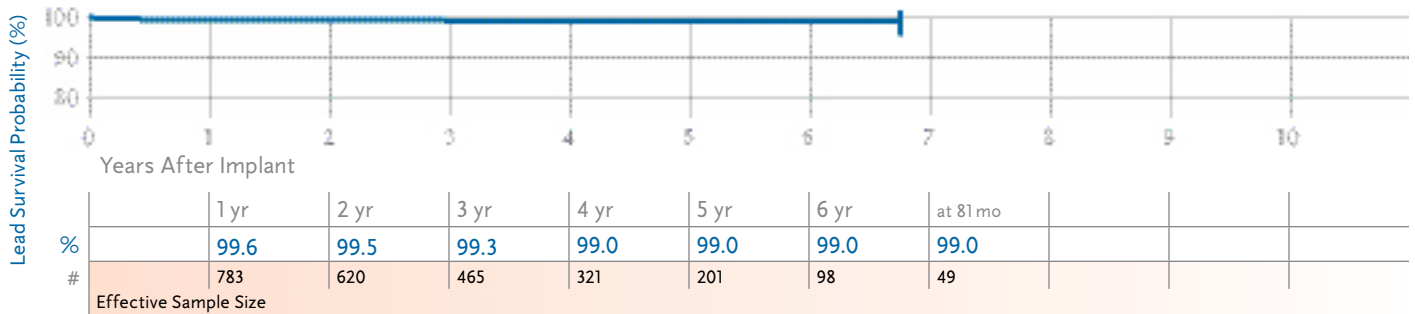 Lead Survival Probability (%)
100
90
80
0 1 2 3 4 5 6 7 8 9 10
Years After Implant
1 yr 2 yr 3 yr 4 yr 5 yr 6 yr at 81 mo
% 99.6 99.5 99.3 99.0 99.0 99.0 99.0
# 783 620 465 321 201 98 49
Effective Sample Size